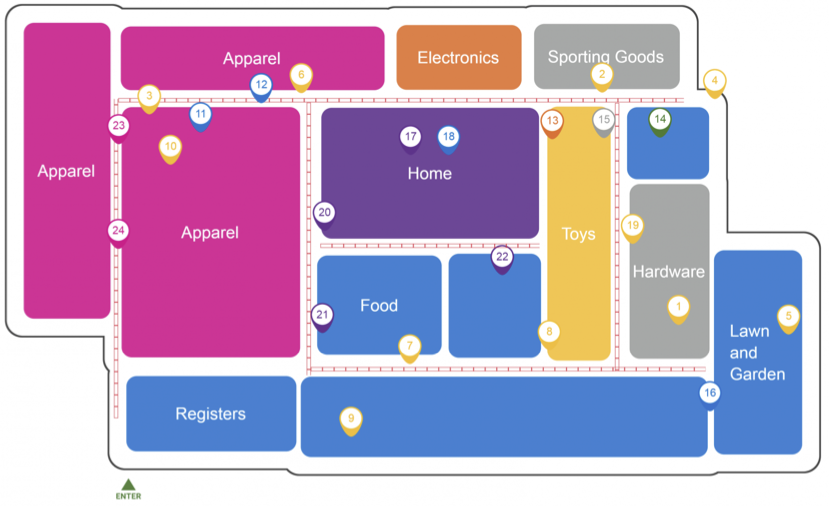 Apparel
Electronics
Sporting Goods
6
2
4
12
3
11
23
10
13
15
14
17
18
Apparel
Home
20
19
24
Apparel
Toys
22
Hardware
21
Food
1
5
7
8
Lawn
and
Garden
16
Registers
9
ENTER